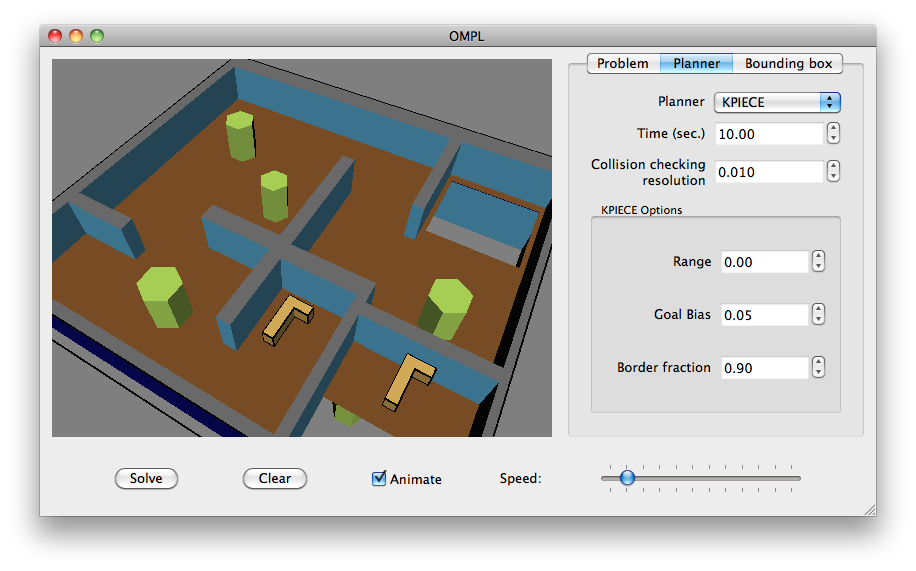 OMPL
Problem Planner Bounding box
Planner KPIECE
Time (sec.) 10.00
Collision checking
resolution 0.010
KPIECE Options
Range 0.00
Goal Bias 0.05
Border fraction 0.90
Solve Clear Animate Speed: